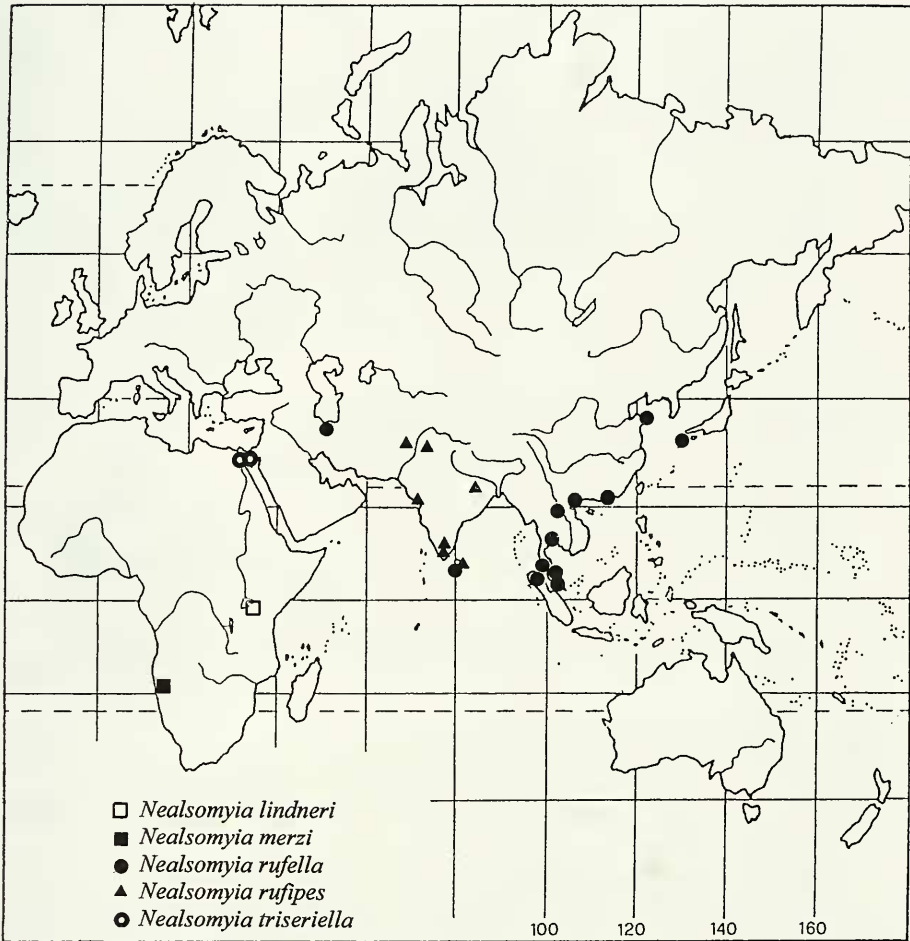 Nealsomyia lindneri
Nealsomyia merzi
Nealsomyia rufella
Nealsomyia rufipes
Nealsomyia triseriella
100 120 140 160